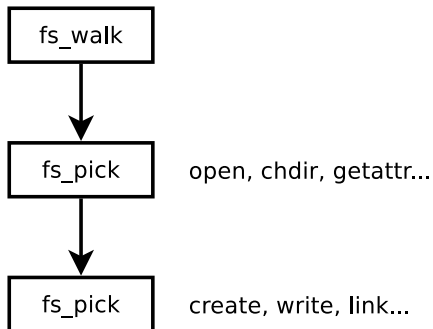 fs_walk
fs_pick open, chdir, getattr...
fs_pick create, write, link...